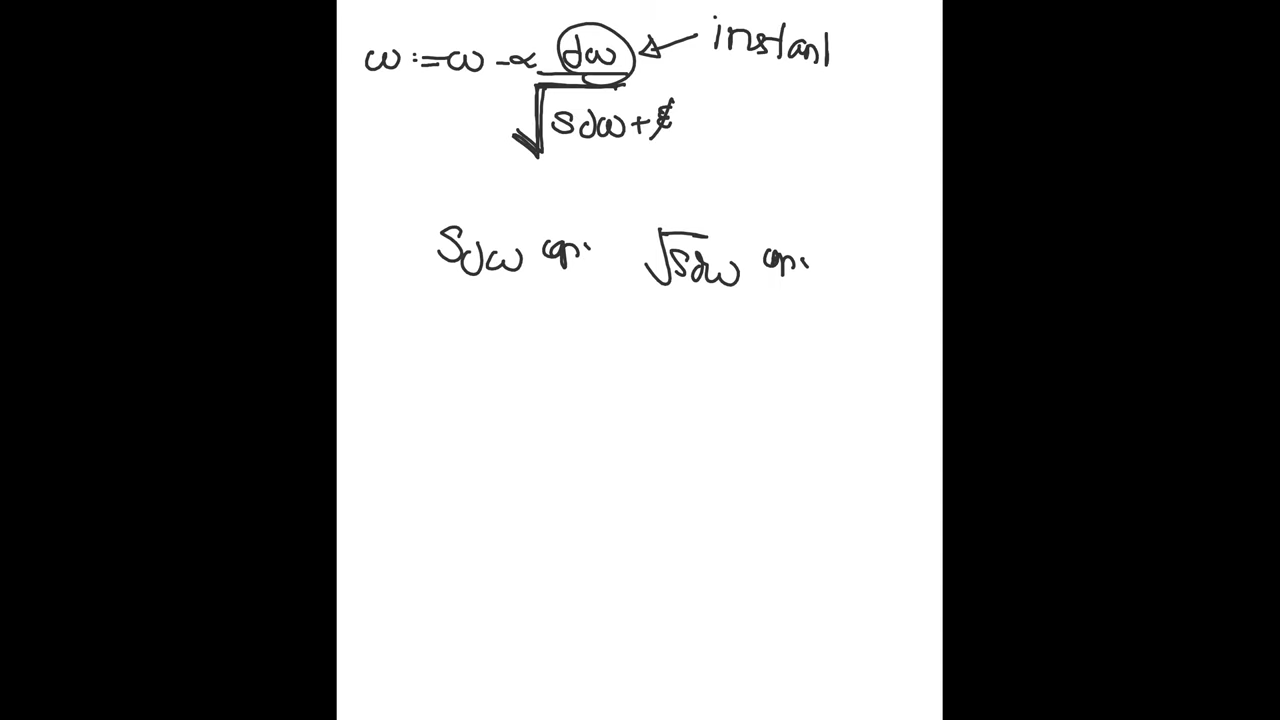 ω := ω - α dω / √(Sdω + ε) ← instant
Sdω √Sdω